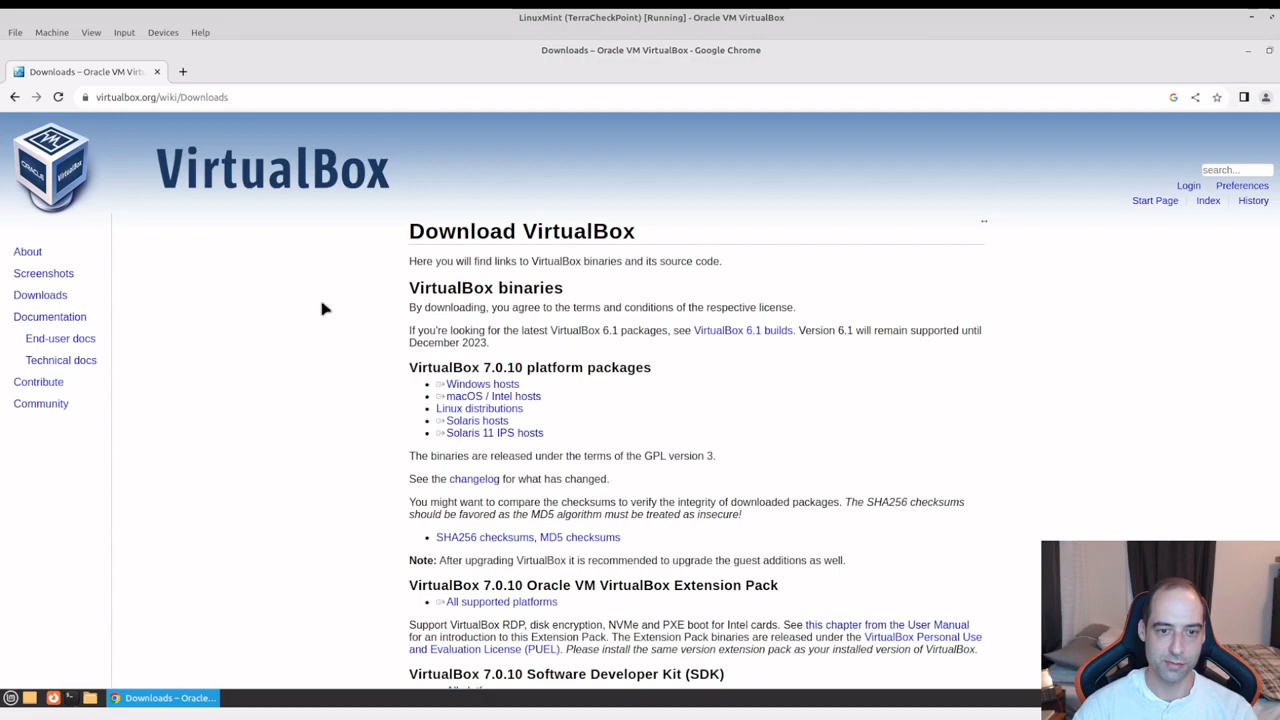 LinuxMint (TerraCheckPoint) [Running] - Oracle VM VirtualBox
File Machine View Input Devices Help
Downloads – Oracle VM VirtualBox - Google Chrome
Downloads – Oracle VM Virtu
virtualbox.org/wiki/Downloads
ORACLE VM VirtualBox
VirtualBox
search...
Login Preferences
Start Page Index History
About
Screenshots
Downloads
Documentation
End-user docs
Technical docs
Contribute
Community
Download VirtualBox
Here you will find links to VirtualBox binaries and its source code.
VirtualBox binaries
By downloading, you agree to the terms and conditions of the respective license.
If you're looking for the latest VirtualBox 6.1 packages, see VirtualBox 6.1 builds. Version 6.1 will remain supported until
December 2023.
VirtualBox 7.0.10 platform packages
Windows hosts
macOS / Intel hosts
Linux distributions
Solaris hosts
Solaris 11 IPS hosts
The binaries are released under the terms of the GPL version 3.
See the changelog for what has changed.
You might want to compare the checksums to verify the integrity of downloaded packages. The SHA256 checksums
should be favored as the MD5 algorithm must be treated as insecure!
SHA256 checksums, MD5 checksums
Note: After upgrading VirtualBox it is recommended to upgrade the guest additions as well.
VirtualBox 7.0.10 Oracle VM VirtualBox Extension Pack
All supported platforms
Support VirtualBox RDP, disk encryption, NVMe and PXE boot for Intel cards. See this chapter from the User Manual
for an introduction to this Extension Pack. The Extension Pack binaries are released under the VirtualBox Personal Use
and Evaluation License (PUEL). Please install the same version extension pack as your installed version of VirtualBox.
VirtualBox 7.0.10 Software Developer Kit (SDK)
Downloads – Oracle...